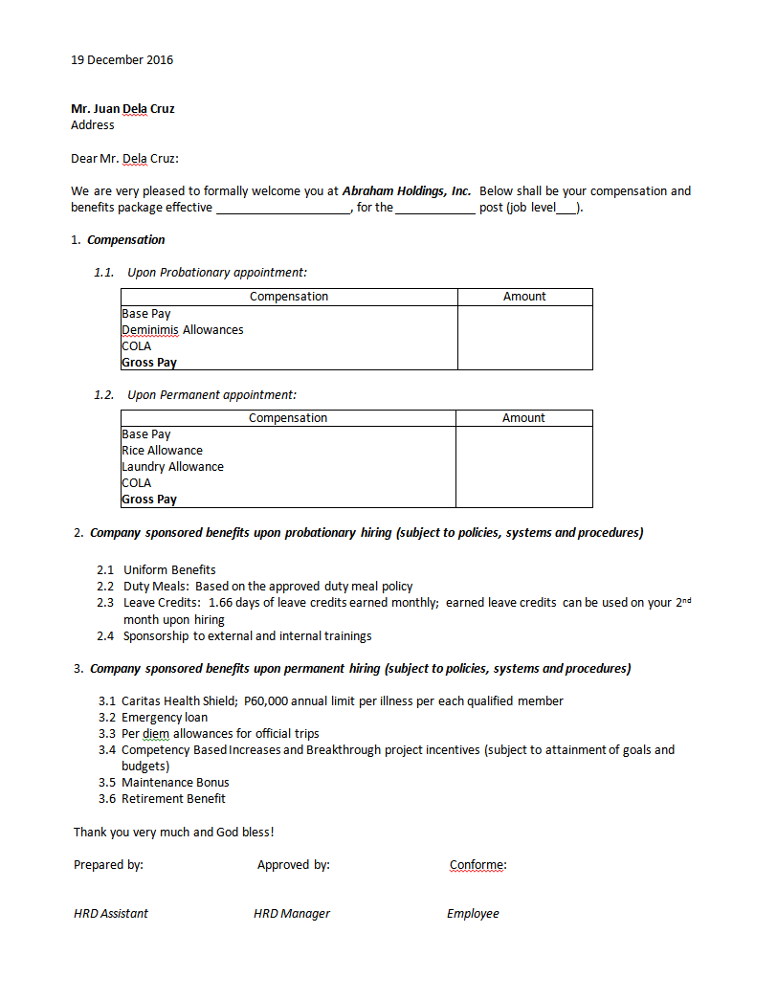 19 December 2016
Mr. Juan Dela Cruz
Address
Dear Mr. Dela Cruz:
We are very pleased to formally welcome you at Abraham Holdings, Inc. Below shall be your compensation and
benefits package effective ____________________, for the ____________ post (job level___).
1. Compensation
1.1. Upon Probationary appointment:
Compensation Amount
Base Pay
Deminimis Allowances
COLA
Gross Pay
1.2. Upon Permanent appointment:
Compensation Amount
Base Pay
Rice Allowance
Laundry Allowance
COLA
Gross Pay
2. Company sponsored benefits upon probationary hiring (subject to policies, systems and procedures)
2.1 Uniform Benefits
2.2 Duty Meals: Based on the approved duty meal policy
2.3 Leave Credits: 1.66 days of leave credits earned monthly; earned leave credits can be used on your 2nd
month upon hiring
2.4 Sponsorship to external and internal trainings
3. Company sponsored benefits upon permanent hiring (subject to policies, systems and procedures)
3.1 Caritas Health Shield; P60,000 annual limit per illness per each qualified member
3.2 Emergency loan
3.3 Per diem allowances for official trips
3.4 Competency Based Increases and Breakthrough project incentives (subject to attainment of goals and
budgets)
3.5 Maintenance Bonus
3.6 Retirement Benefit
Thank you very much and God bless!
Prepared by: Approved by: Conforme:
HRD Assistant HRD Manager Employee